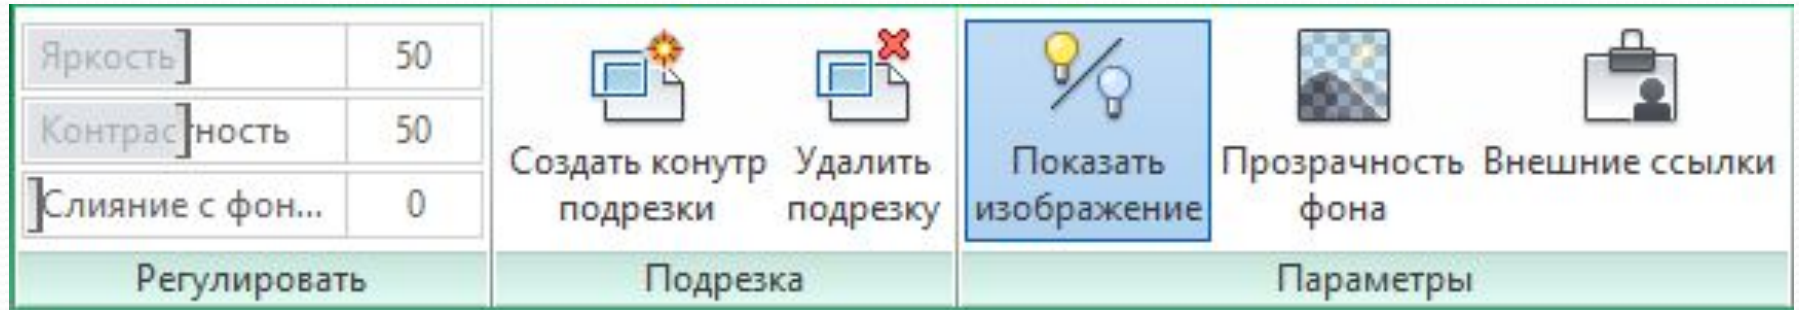 Яркость 50
Контрастность 50
Слияние с фон... 0
Регулировать
Создать конутр
подрезки
Удалить
подрезку
Подрезка
Показать
изображение
Прозрачность
фона
Внешние ссылки
Параметры